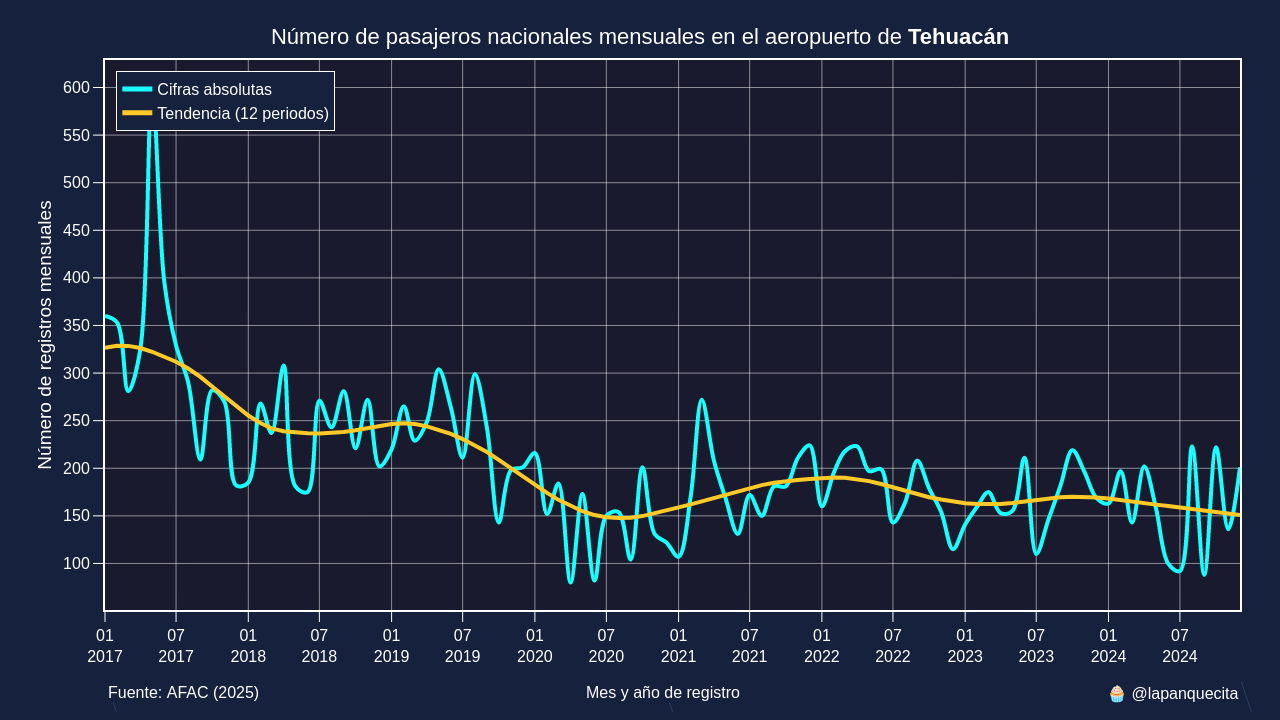 Número de pasajeros nacionales mensuales en el aeropuerto de Tehuacán
Cifras absolutas
Tendencia (12 periodos)
Número de registros mensuales
600
550
500
450
400
350
300
250
200
150
100
01 07 01 07 01 07 01 07 01 07 01 07 01 07 01 07
2017 2017 2018 2018 2019 2019 2020 2020 2021 2021 2022 2022 2023 2023 2024 2024
Fuente: AFAC (2025) Mes y año de registro 🧁 @lapanquecita